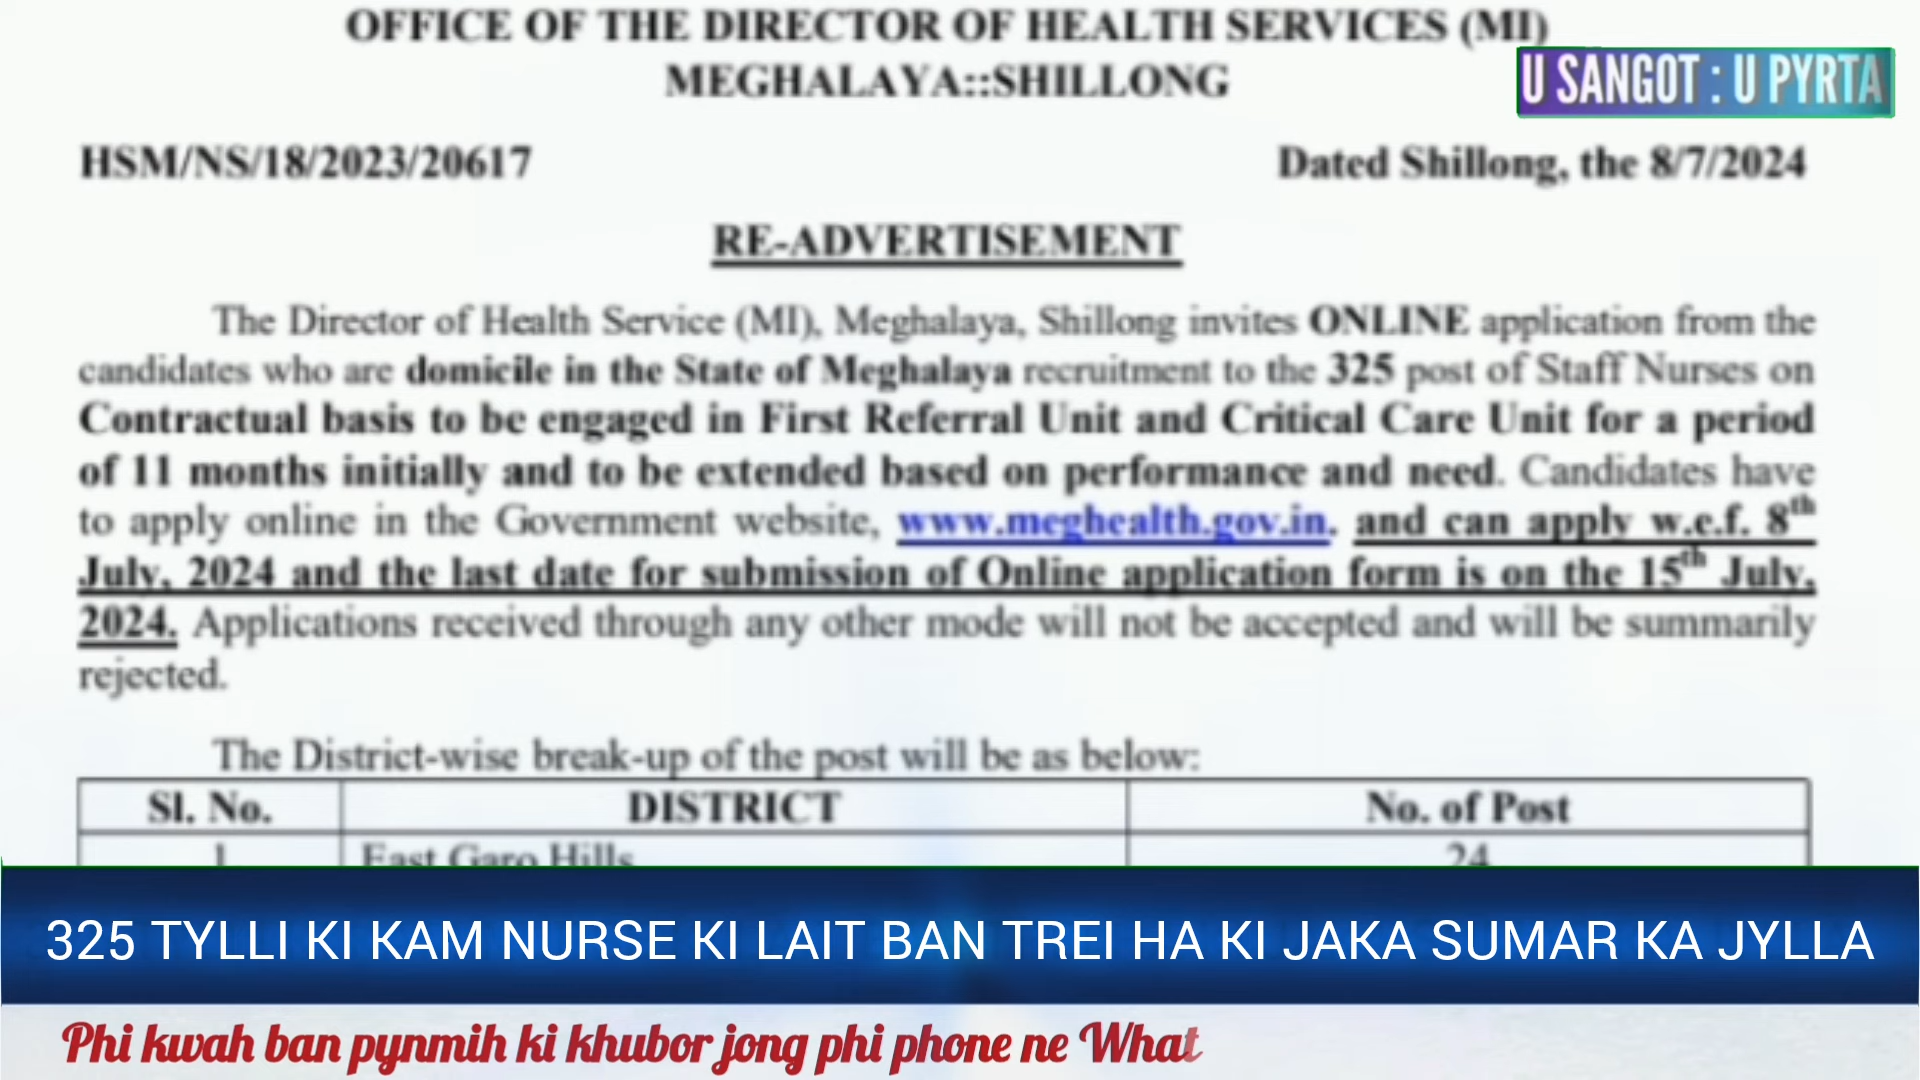 OFFICE OF THE DIRECTOR OF HEALTH SERVICES (MI)
MEGHALAYA::SHILLONG
U SANGOT : U PYRTA
HSM/NS/18/2023/20617
Dated Shillong, the 8/7/2024
RE-ADVERTISEMENT
The Director of Health Service (MI), Meghalaya, Shillong invites ONLINE application from the
candidates who are domicile in the State of Meghalaya recruitment to the 325 post of Staff Nurses on
Contractual basis to be engaged in First Referral Unit and Critical Care Unit for a period
of 11 months initially and to be extended based on performance and need. Candidates have
to apply online in the Government website, www.meghealth.gov.in. and can apply w.e.f. 8th
July, 2024 and the last date for submission of Online application form is on the 15th July,
2024. Applications received through any other mode will not be accepted and will be summarily
rejected.
The District-wise break-up of the post will be as below:
Sl. No. DISTRICT No. of Post
1 East Garo Hills 24
325 TYLLI KI KAM NURSE KI LAIT BAN TREI HA KI JAKA SUMAR KA JYLLA
Phi kwah ban pynmih ki khubor jong phi phone ne What